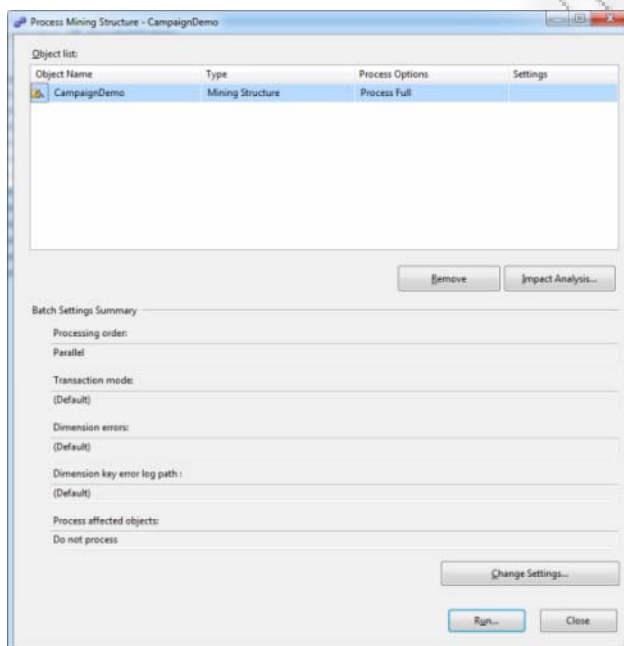 Process Mining Structure - CampaignDemo
Object list:
Object Name Type Process Options Settings
CampaignDemo Mining Structure Process Full
Remove Impact Analysis...
Batch Settings Summary
Processing order:
Parallel
Transaction mode:
(Default)
Dimension errors:
(Default)
Dimension key error log path :
(Default)
Process affected objects:
Do not process
Change Settings...
Run... Close